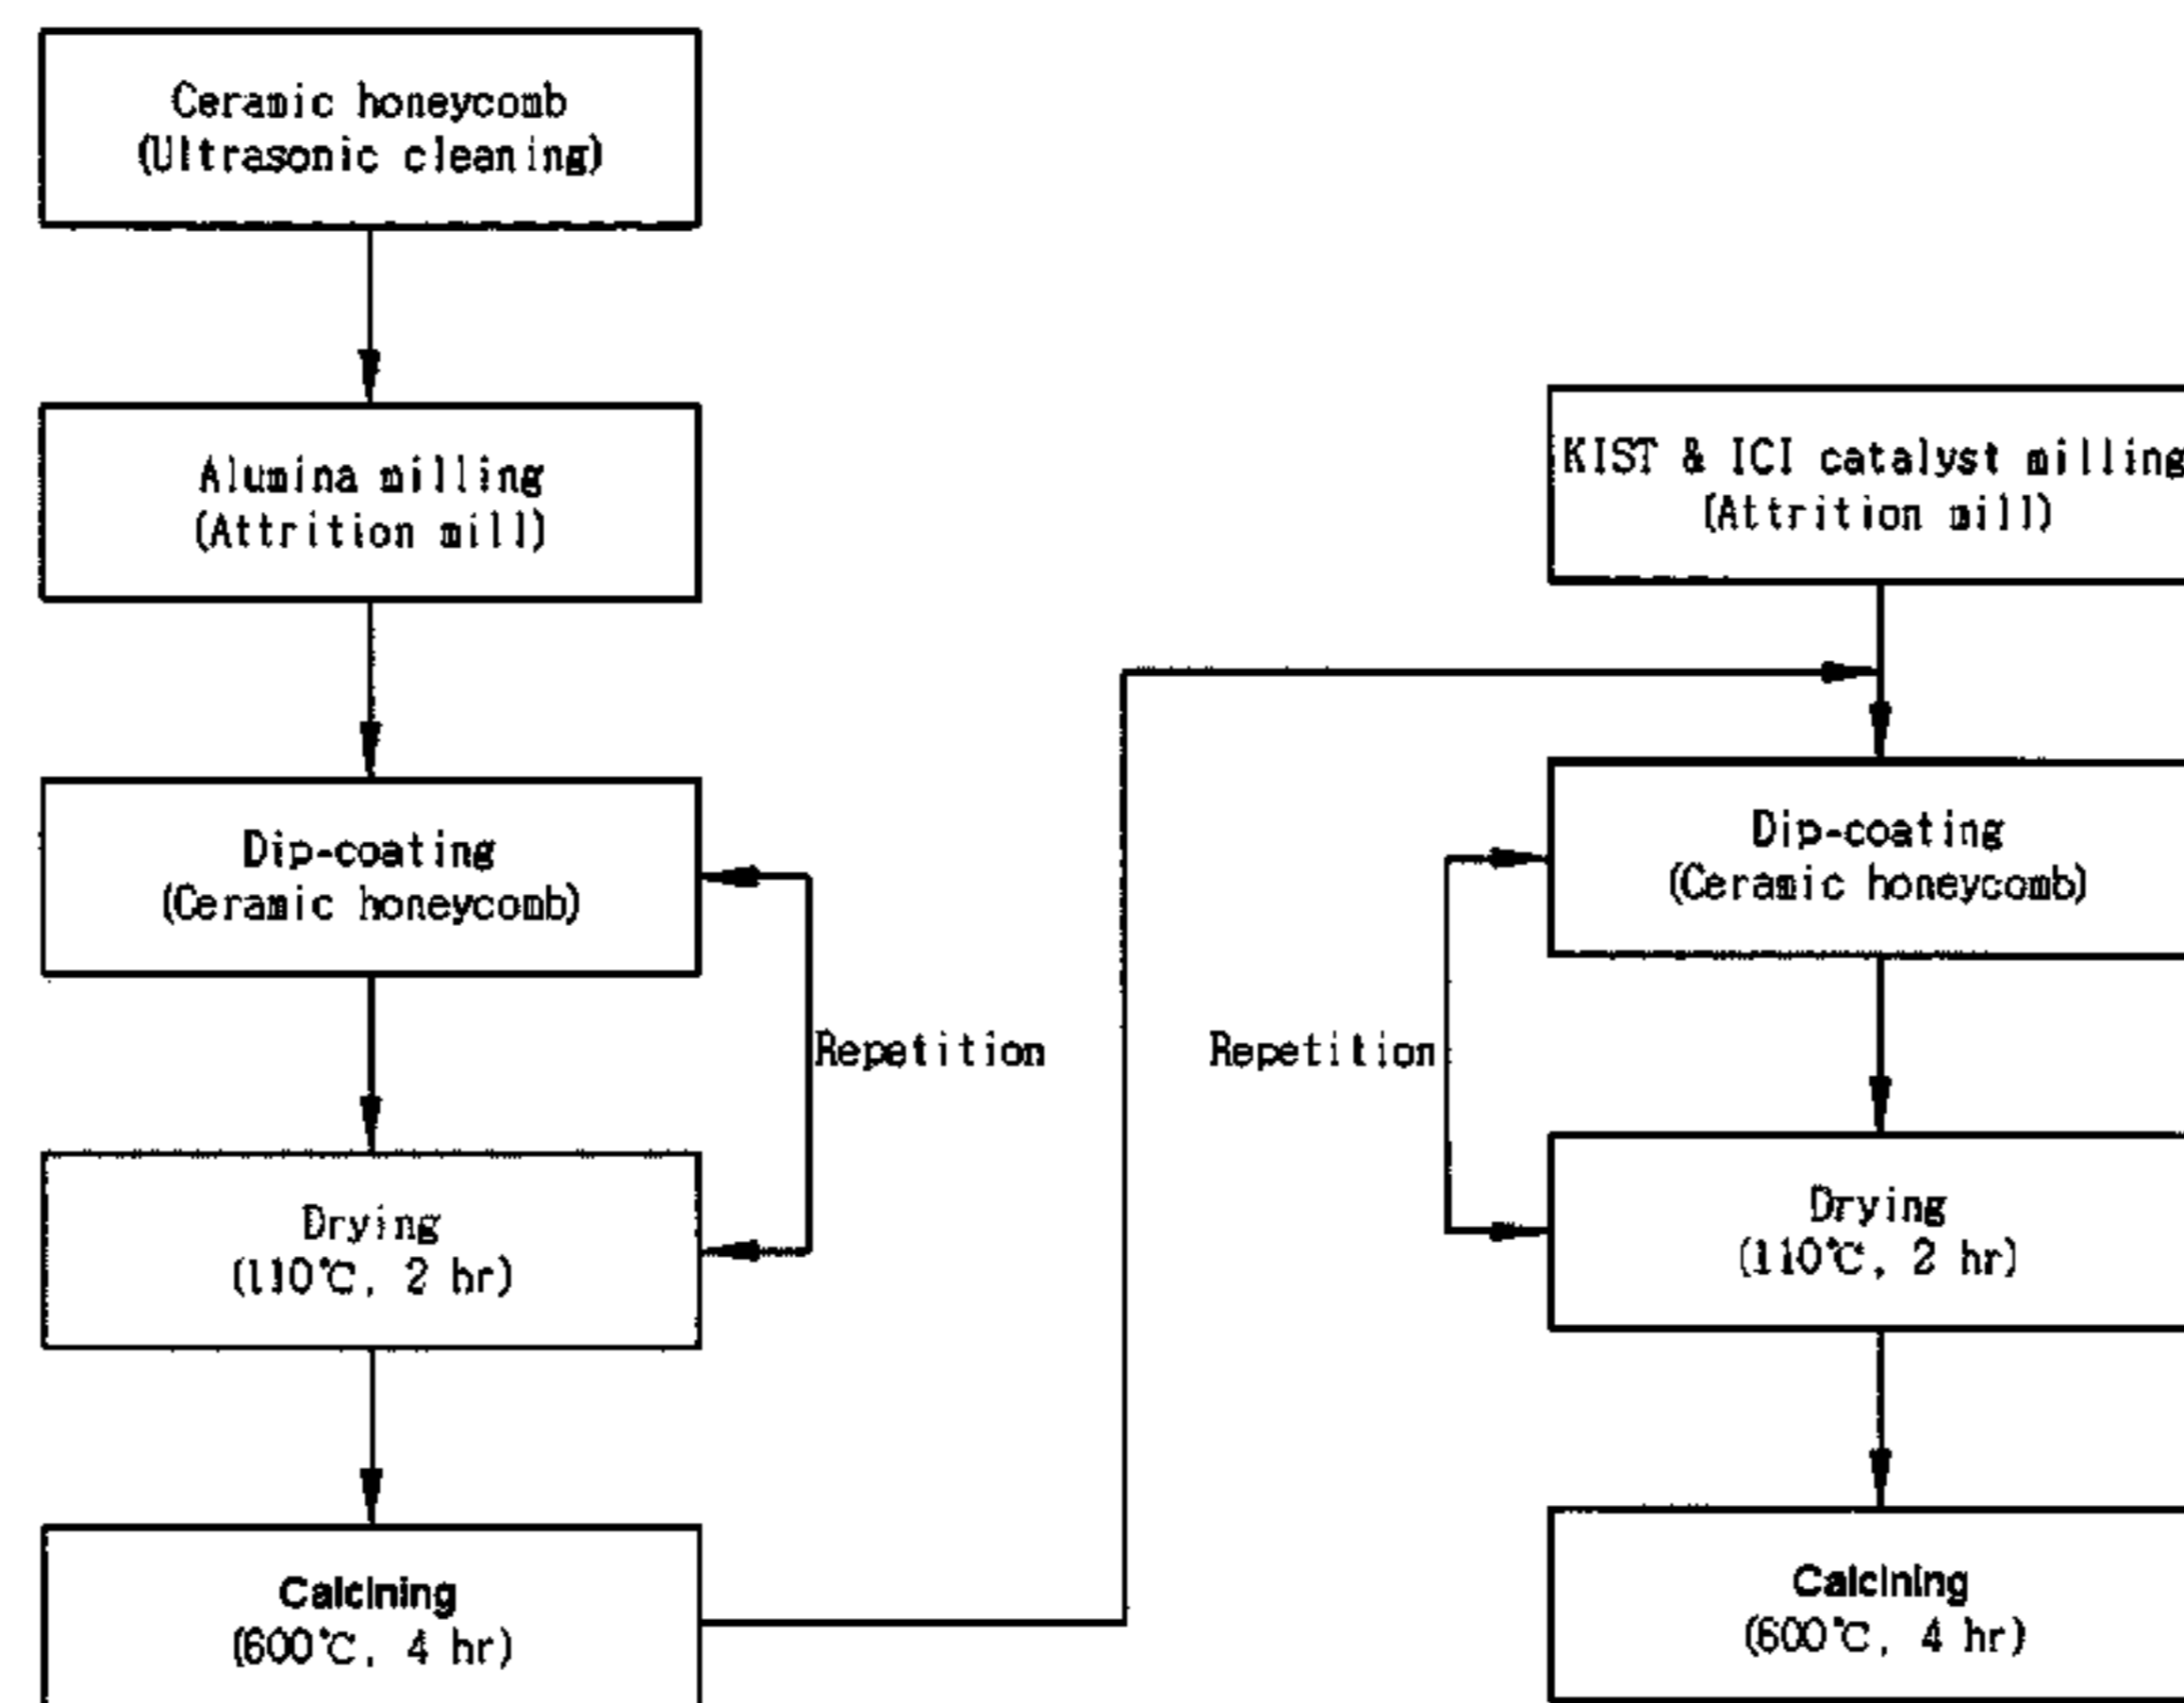 Ceramic honeycomb
(Ultrasonic cleaning)
Alumina milling
(Attrition mill)
Dip-coating
(Ceramic honeycomb)
Repetition
Drying
(110℃, 2 hr)
Calcining
(600℃, 4 hr)
KIST & ICI catalyst milling
(Attrition mill)
Dip-coating
(Ceramic honeycomb)
Repetition
Drying
(110℃, 2 hr)
Calcining
(600℃, 4 hr)